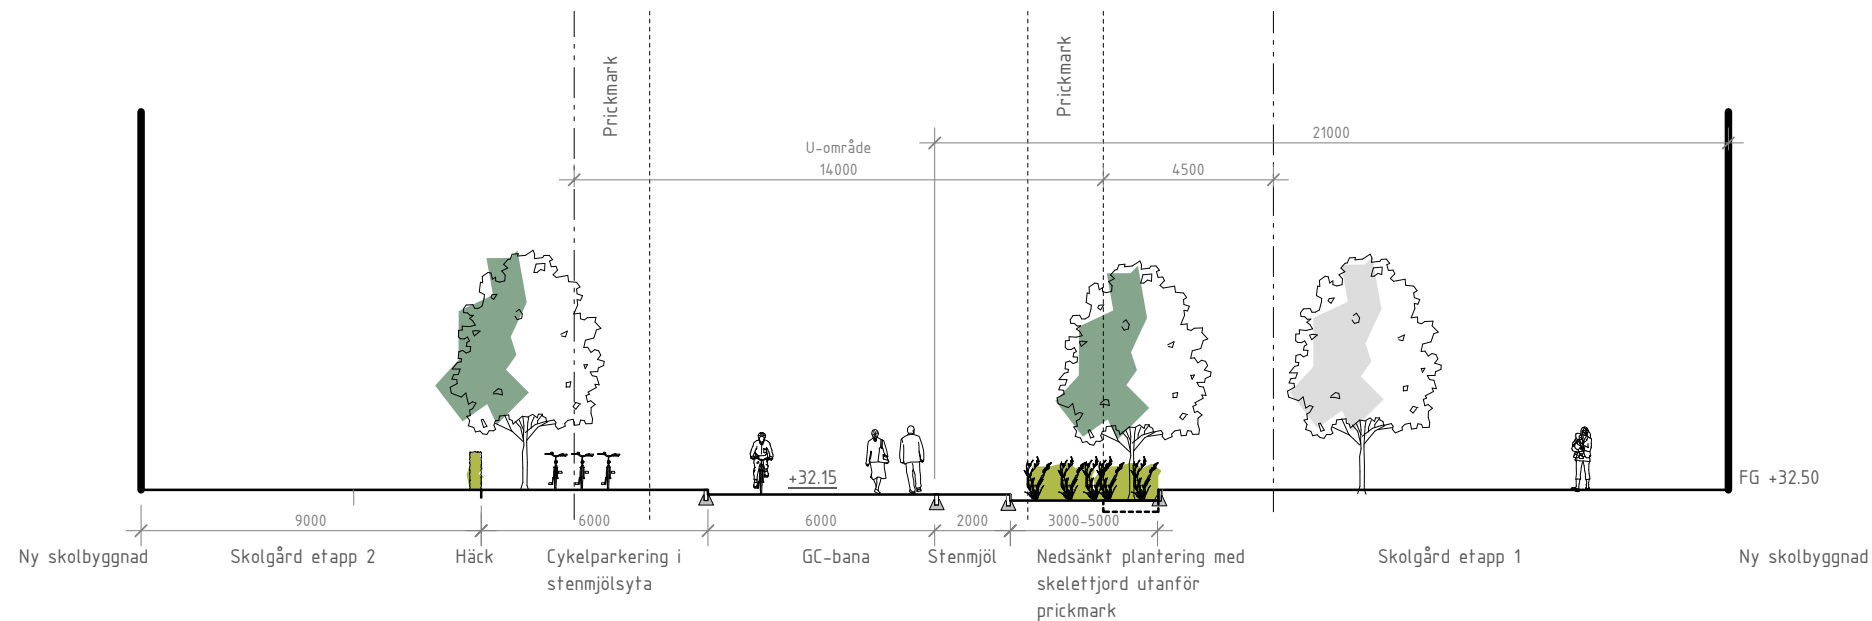 Prickmark
Prickmark
21000
U-område
14000
4500
+32.15
FG +32.50
9000
6000
6000
2000
3000-5000
Ny skolbyggnad
Skolgård etapp 2
Häck
Cykelparkering i
stenmjölsyta
GC-bana
Stenmjöl
Nedsänkt plantering med
skelettjord utanför
prickmark
Skolgård etapp 1
Ny skolbyggnad